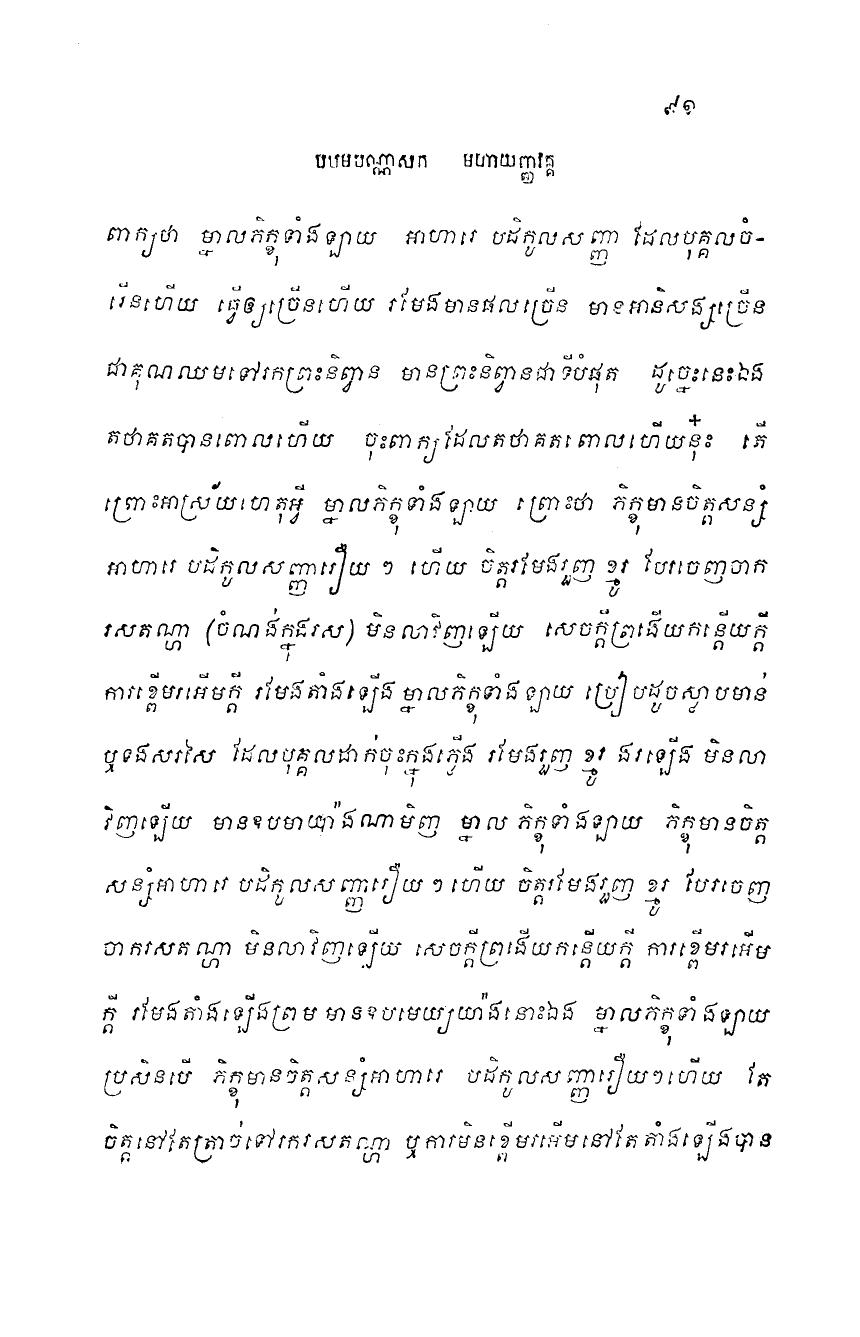 ៩១
បឋមបណ្ណាសក មហាយញ្ញវគ្គ
ពាក្យថា ម្នាលភិក្ខុទាំងឡាយ អាហារេ បដិកូលសញ្ញា ដែលបុគ្គលចំ-
រើនហើយ ធ្វើឲ្យច្រើនហើយ រមែងមានផលច្រើន មានអានិសង្សច្រើន
ជាគុណឈមទៅរកព្រះនិព្វាន មានព្រះនិព្វានជាទីបំផុត ដូច្នេះនេះឯង
តថាគតបានពោលហើយ ចុះពាក្យដែលតថាគតពោលហើយនុ៎ះ តើ
ព្រោះអាស្រ័យហេតុអ្វី ម្នាលភិក្ខុទាំងឡាយ ព្រោះថា ភិក្ខុមានចិត្តសន្សំ
អាហារេ បដិកូលសញ្ញារឿយ ៗ ហើយ ចិត្តរមែងរួញ ខ្មូរ បែរចេញចាក
រសតណ្ហា (ចំណង់ក្នុងរស) មិនលាវិញឡើយ សេចក្តីព្រងើយកន្តើយក្តី
ការខ្ពើមរអើមក្តី រមែងតាំងឡើង ម្នាលភិក្ខុទាំងឡាយ ប្រៀបដូចស្លាបមាន់
ឬទងសរសៃ ដែលបុគ្គលដាក់ចុះក្នុងភ្លើង រមែងរួញ ខ្មូរ ងរឡើង មិនលា
វិញឡើយ មានឧបមាយ៉ាងណាមិញ ម្នាល ភិក្ខុទាំងឡាយ ភិក្ខុមានចិត្ត
សន្សំអាហារេ បដិកូលសញ្ញារឿយ ៗ ហើយ ចិត្តរមែងរួញ ខ្មូរ បែរចេញ
ចាករសតណ្ហា មិនលាវិញឡើយ សេចក្តីព្រងើយកន្តើយក្តី ការខ្ពើមរអើម
ក្តី រមែងតាំងឡើងព្រម មានឧបមេយ្យយ៉ាងនោះឯង ម្នាលភិក្ខុទាំងឡាយ
ប្រសិនបើ ភិក្ខុមានចិត្តសន្សំអាហារេ បដិកូលសញ្ញារឿយៗហើយ តែ
ចិត្តនៅតែត្រាច់ទៅរករសតណ្ហា ឬការមិនខ្ពើមរអើមនៅតែតាំងឡើងបាន